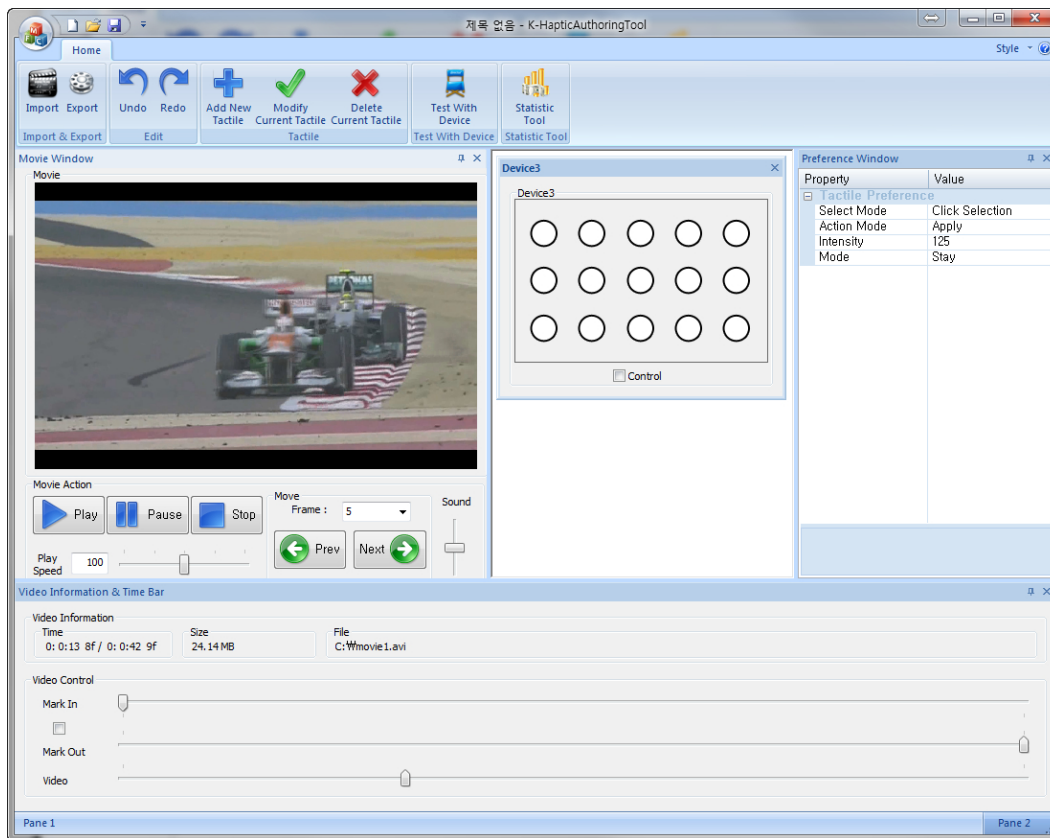 제목 없음 - K-HapticAuthoringTool
Home
Style
Import Export Undo Redo Add New Tactile Modify Current Tactile Delete Current Tactile Test With Device Statistic Tool
Import & Export Edit Tactile Test With Device Statistic Tool
Movie Window
Movie
PETRONAS
Movie Action
Play Pause Stop
Play Speed 100
Move
Frame : 5
Prev Next
Sound
Device3
Device3
Control
Preference Window
Property Value
Tactile Preference
Select Mode Click Selection
Action Mode Apply
Intensity 125
Mode Stay
Video Information & Time Bar
Video Information
Time Size File
0: 0:13 8f / 0: 0:42 9f 24.14MB C:₩movie1.avi
Video Control
Mark In
Mark Out
Video
Pane 1 Pane 2